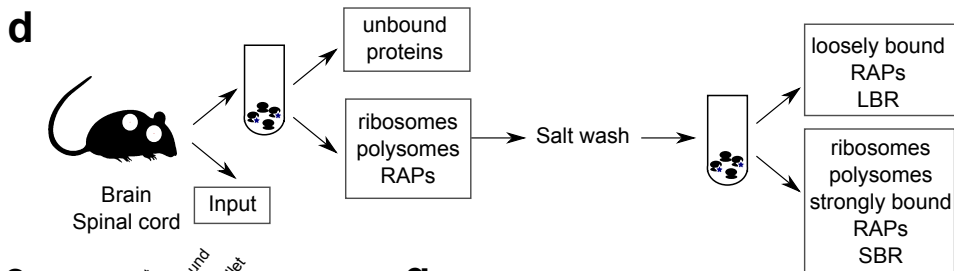 d
unbound
proteins
ribosomes
polysomes
RAPs
Brain
Spinal cord
Input
Salt wash
loosely bound
RAPs
LBR
ribosomes
polysomes
strongly bound
RAPs
SBR